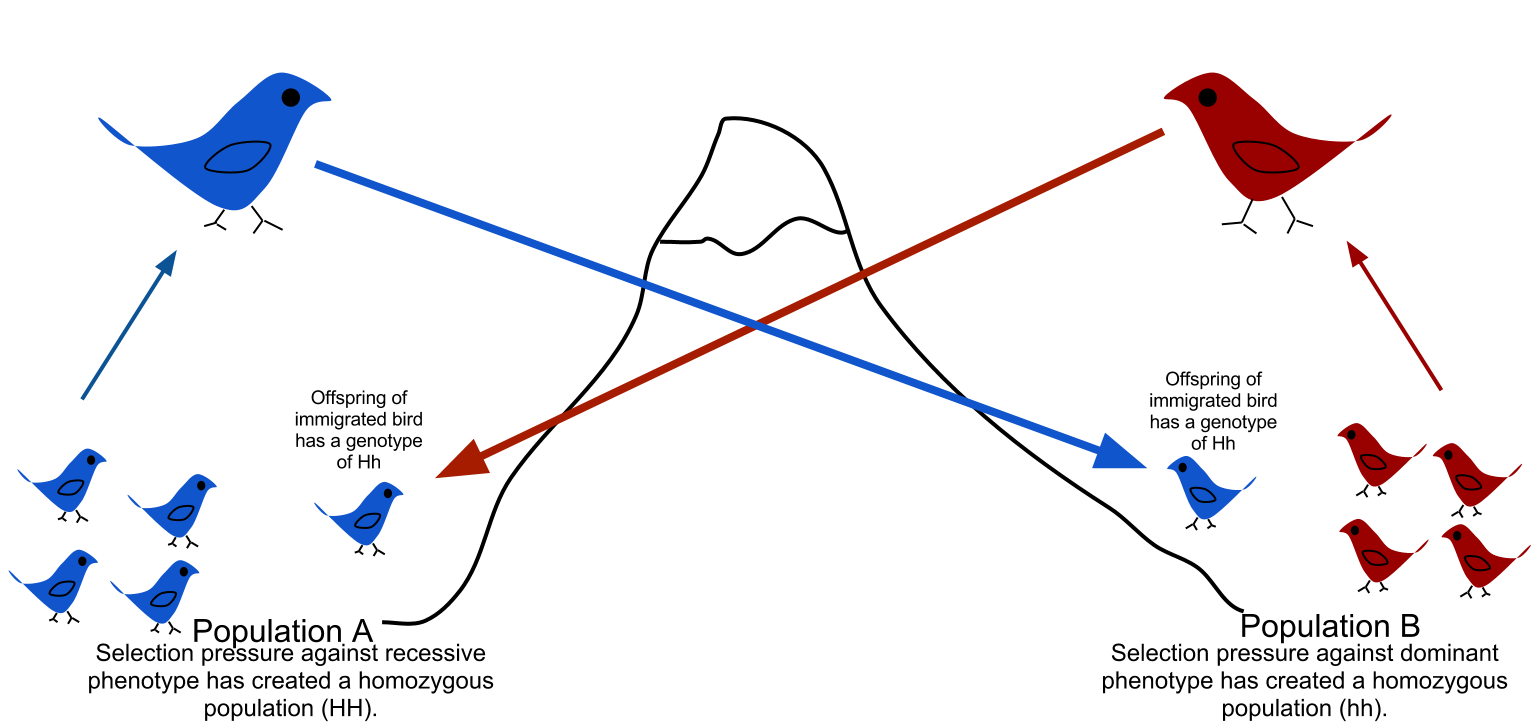 Offspring of
immigrated bird
has a genotype
of Hh
Offspring of
immigrated bird
has a genotype
of Hh
Population A
Selection pressure against recessive
phenotype has created a homozygous
population (HH).
Population B
Selection pressure against dominant
phenotype has created a homozygous
population (hh).